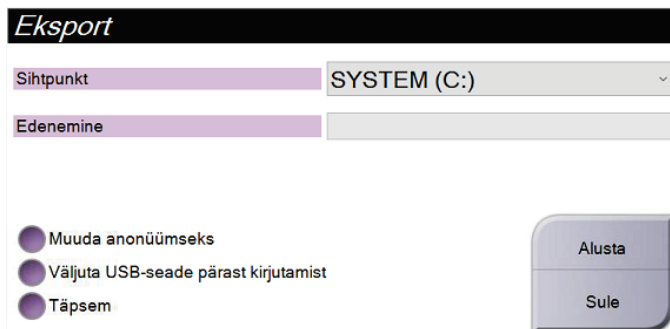 Eksport
Sihtpunkt
SYSTEM (C:)
Edenemine
Muuda anonüümseks
Väljuta USB-seade pärast kirjutamist
Täpsem
Alusta
Sule